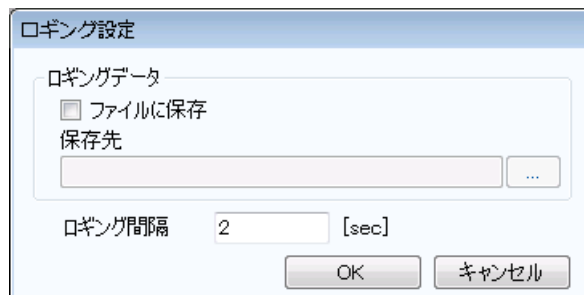 ロギング設定
ロギングデータ
ファイルに保存
保存先
...
ロギング間隔 2 [sec]
OK キャンセル